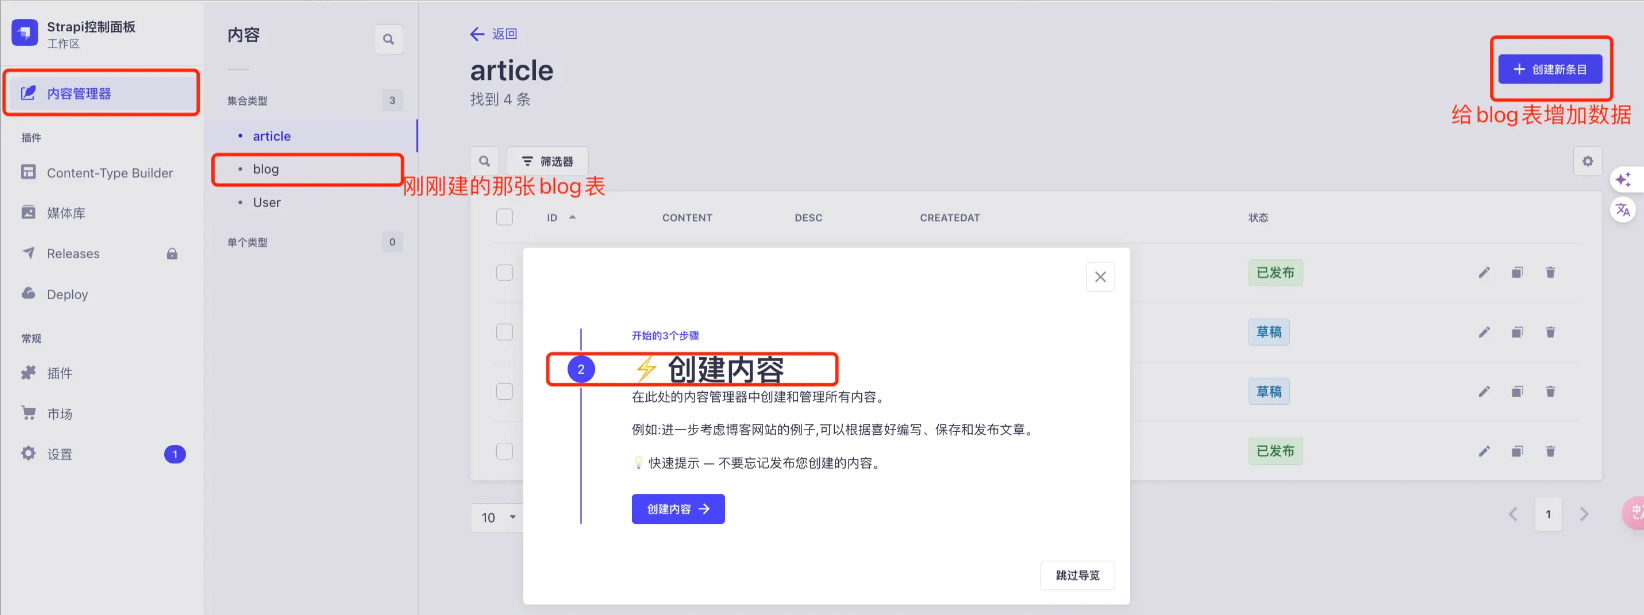 Strapi控制面板
工作区
内容管理器
插件
Content-Type Builder
媒体库
Releases
Deploy
常规
插件
市场
设置
1
内容
集合类型
3
article
blog
User
单个类型
0
刚刚建的那张blog表
返回
article
找到 4 条
创建新条目
给blog表增加数据
筛选器
ID
CONTENT
DESC
CREATEDAT
状态
已发布
草稿
草稿
已发布
开始的3个步骤
2
⚡ 创建内容
在此处的内容管理器中创建和管理所有内容。
例如:进一步考虑博客网站的例子,可以根据喜好编写、保存和发布文章。
💡 快速提示 — 不要忘记发布您创建的内容。
创建内容 →
跳过导览
10
1